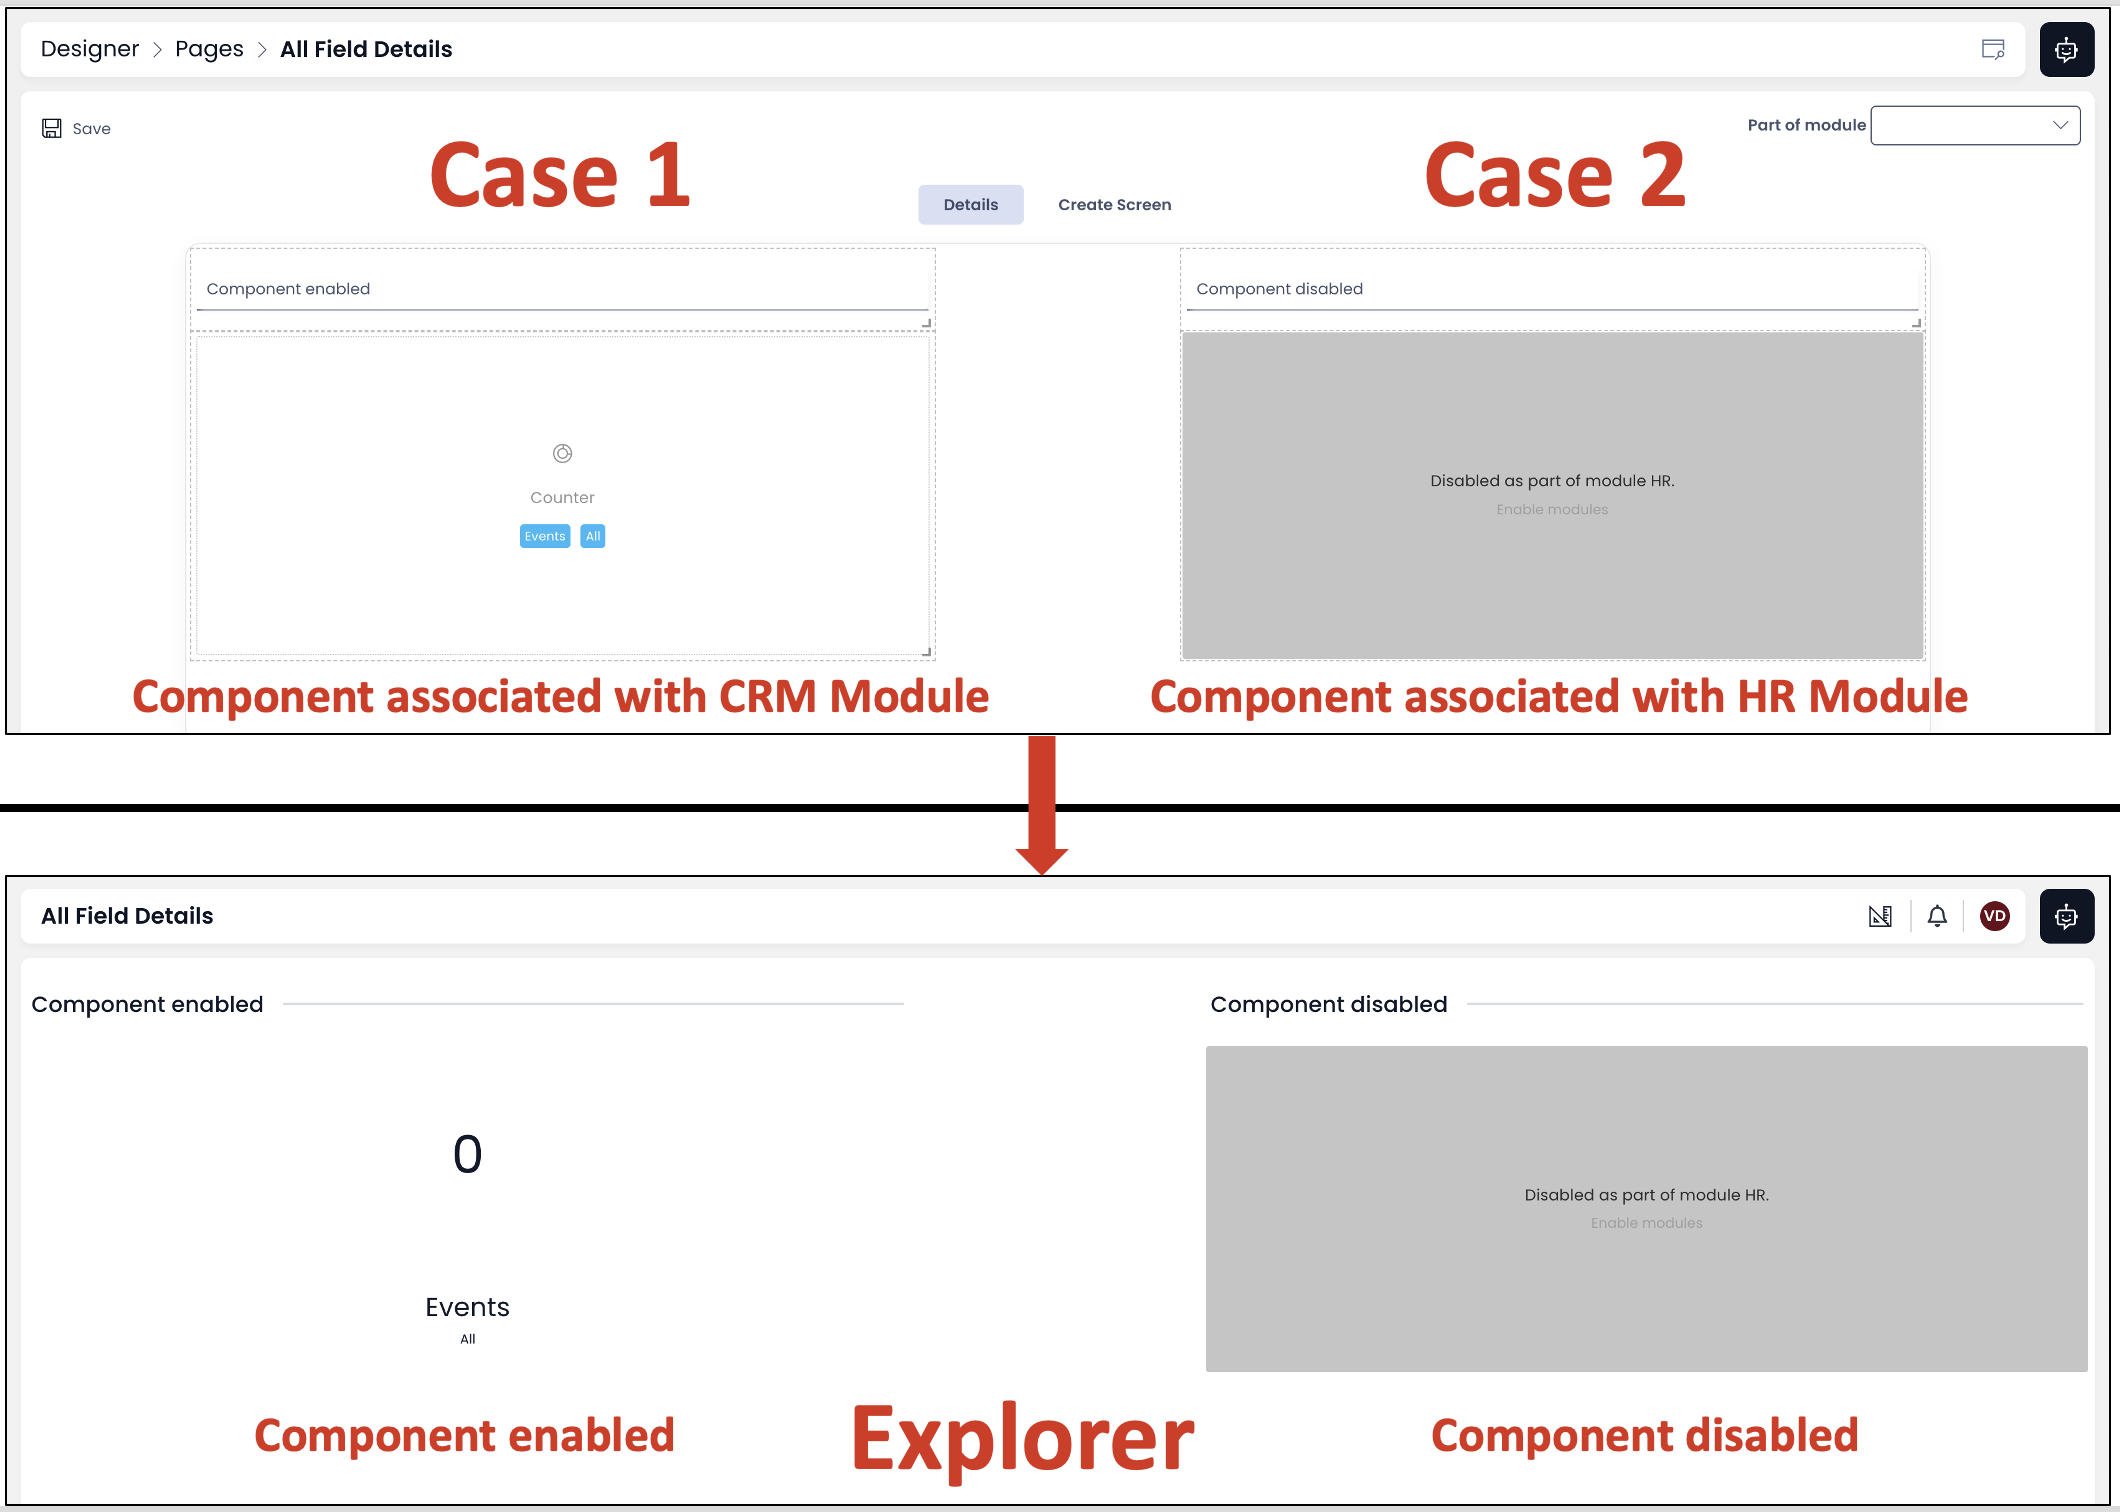 Designer > Pages > All Field Details
Save
Part of module
Case 1
Case 2
Details
Create Screen
Component enabled
Component disabled
Counter
Events
All
Disabled as part of module HR.
Enable modules
Component associated with CRM Module
Component associated with HR Module
All Field Details
VD
Component enabled
Component disabled
0
Events
All
Disabled as part of module HR.
Enable modules
Component enabled
Explorer
Component disabled